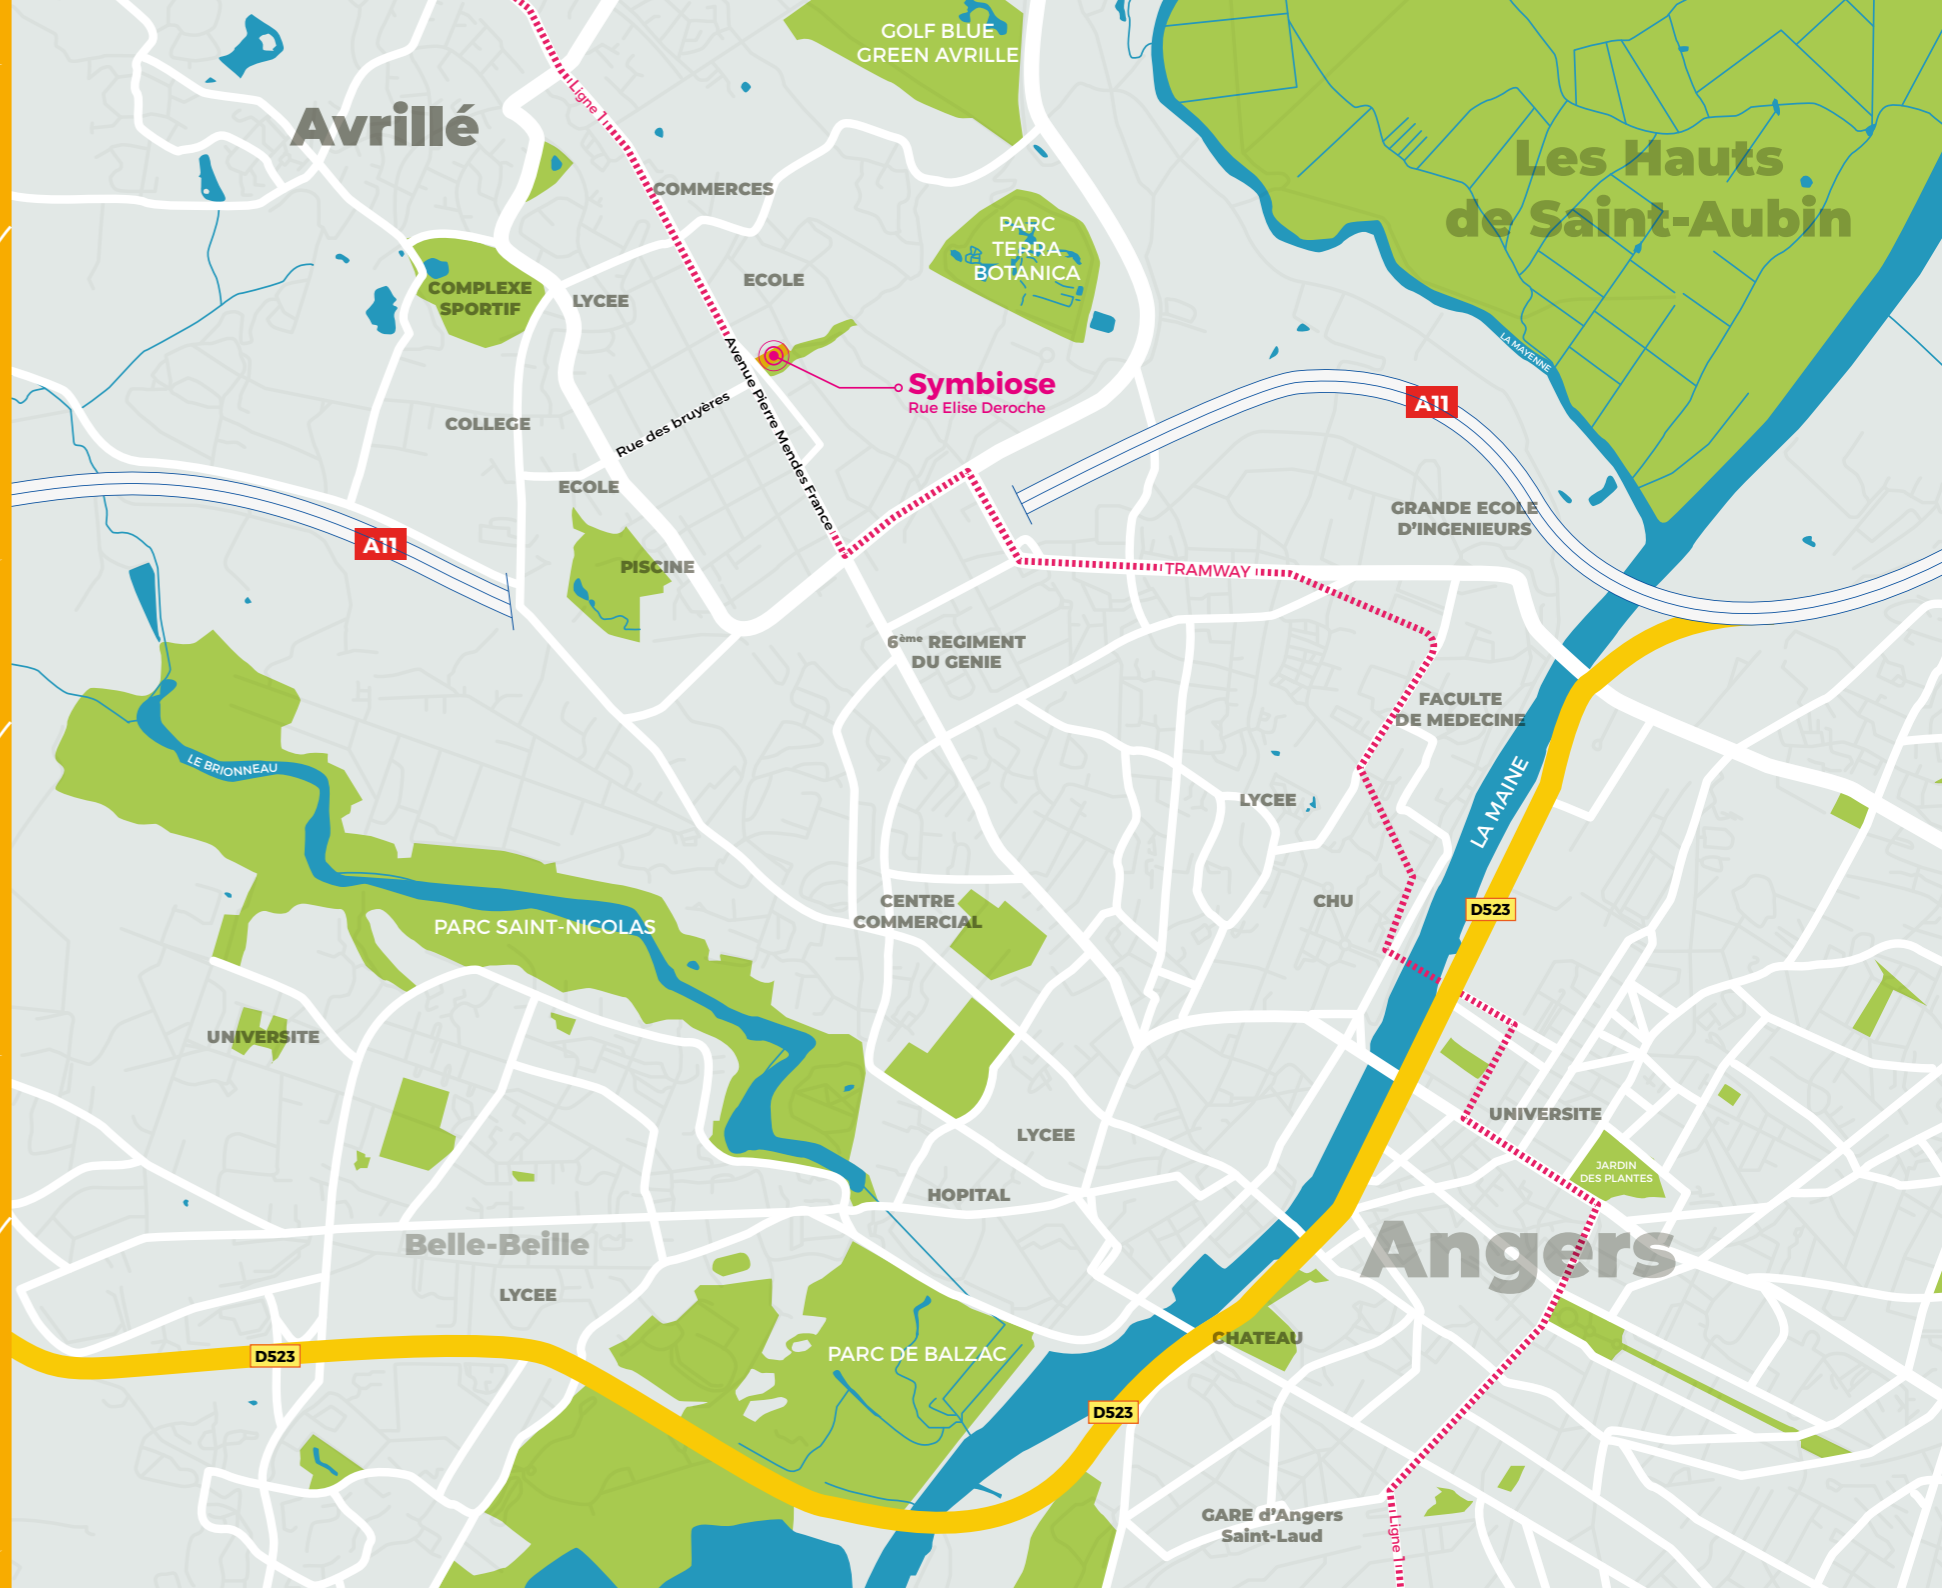 GOLF BLUE
GREEN AVRILLE
Ligne 1
Avrillé
Les Hauts
de Saint-Aubin
COMMERCES
PARC
TERRA
BOTANICA
ECOLE
COMPLEXE
SPORTIF
LYCEE
LA MAYENNE
Avenue Pierre Mendes France
Symbiose
Rue Elise Deroche
A11
Rue des bruyères
COLLEGE
ECOLE
GRANDE ECOLE
D'INGENIEURS
A11
PISCINE
TRAMWAY
6ème REGIMENT
DU GENIE
FACULTE
DE MEDECINE
LE BRIONNEAU
LA MAINE
LYCEE
CENTRE
COMMERCIAL
CHU
D523
PARC SAINT-NICOLAS
UNIVERSITE
UNIVERSITE
LYCEE
JARDIN
DES PLANTES
HOPITAL
Belle-Beille
Angers
LYCEE
CHATEAU
D523
PARC DE BALZAC
D523
GARE d'Angers
Saint-Laud
Ligne 1